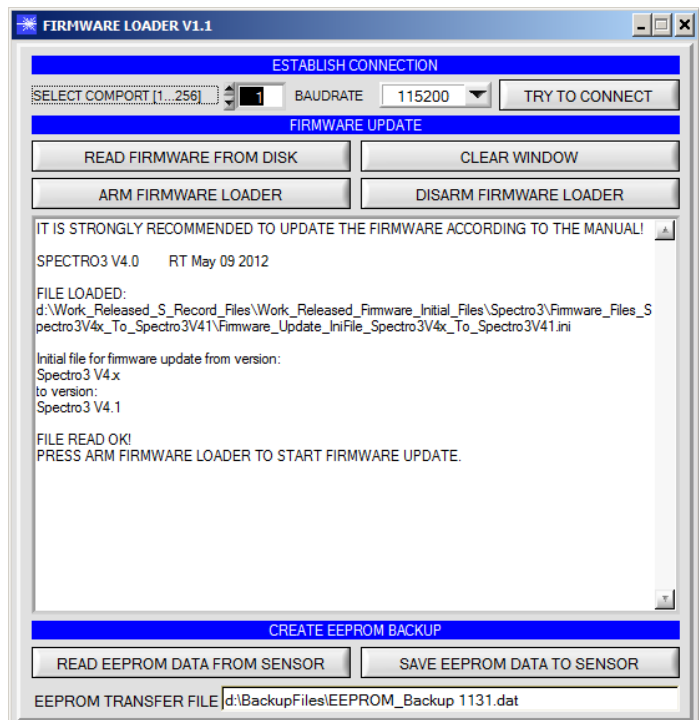 FIRMWARE LOADER V1.1
ESTABLISH CONNECTION
SELECT COMPORT [1...256] 1 BAUDRATE 115200 TRY TO CONNECT
FIRMWARE UPDATE
READ FIRMWARE FROM DISK CLEAR WINDOW
ARM FIRMWARE LOADER DISARM FIRMWARE LOADER
IT IS STRONGLY RECOMMENDED TO UPDATE THE FIRMWARE ACCORDING TO THE MANUAL!
SPECTRO3 V4.0 RT May 09 2012
FILE LOADED:
d:\Work_Released_S_Record_Files\Work_Released_Firmware_Initial_Files\Spectro3\Firmware_Files_S
pectro3V4x_To_Spectro3V41\Firmware_Update_IniFile_Spectro3V4x_To_Spectro3V41.ini
Initial file for firmware update from version:
Spectro3 V4.x
to version:
Spectro3 V4.1
FILE READ OK!
PRESS ARM FIRMWARE LOADER TO START FIRMWARE UPDATE.
CREATE EEPROM BACKUP
READ EEPROM DATA FROM SENSOR SAVE EEPROM DATA TO SENSOR
EEPROM TRANSFER FILE d:\BackupFiles\EEPROM_Backup 1131.dat